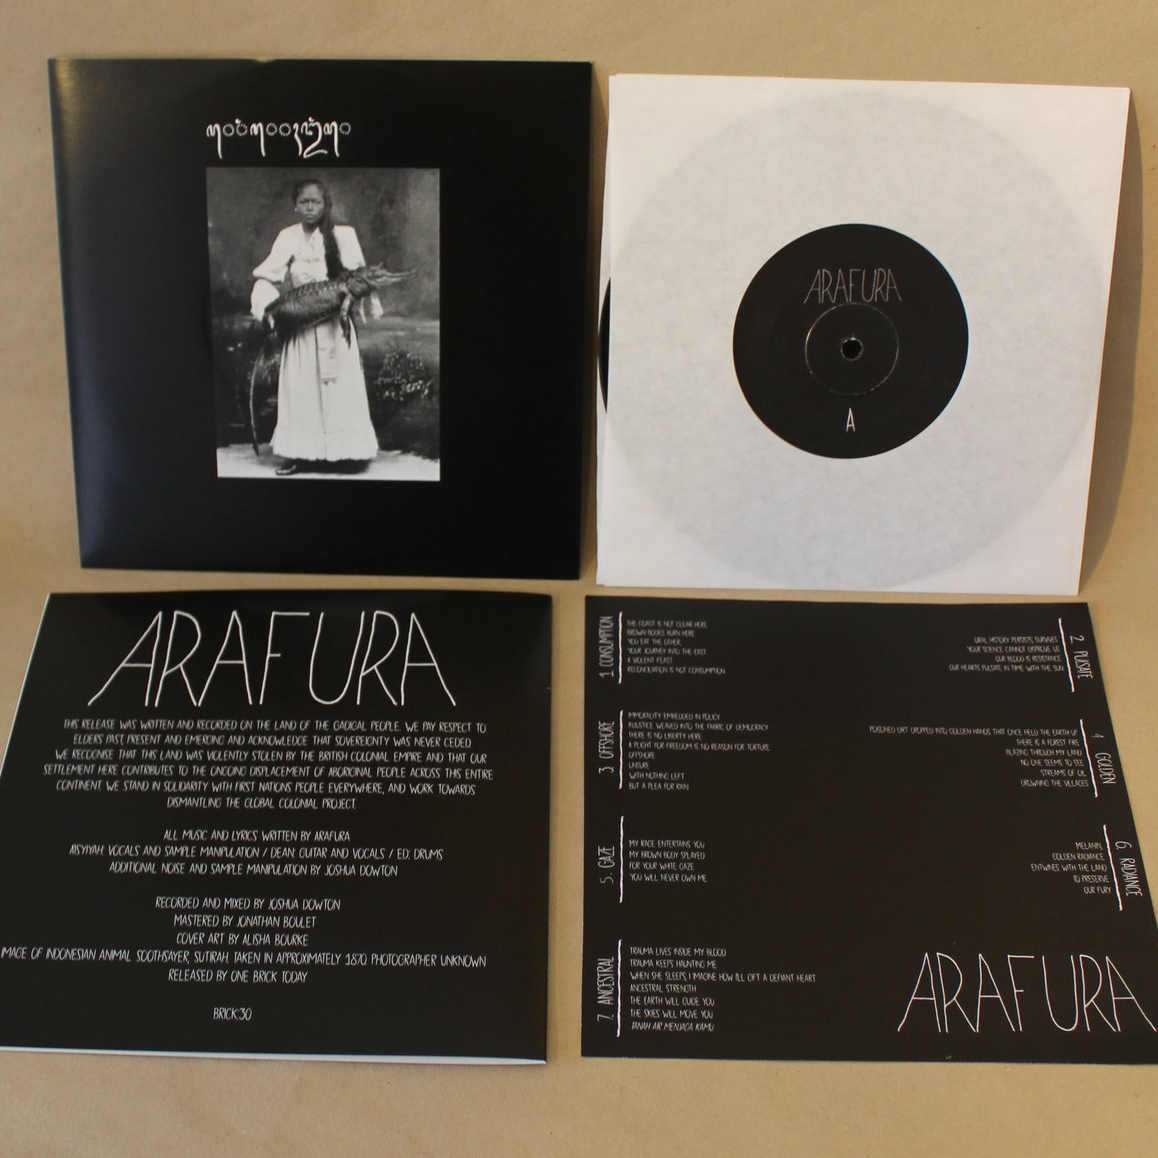 ARAFURA
A
ARAFURA
THIS RELEASE WAS WRITTEN AND RECORDED ON THE LAND OF THE GADIGAL PEOPLE. WE PAY RESPECT TO
ELDERS PAST, PRESENT AND EMERGING AND ACKNOWLEDGE THAT SOVEREIGNTY WAS NEVER CEDED
WE RECOGNISE THAT THIS LAND WAS VIOLENTLY STOLEN BY THE BRITISH COLONIAL EMPIRE AND THAT OUR
SETTLEMENT HERE CONTRIBUTES TO THE ONGOING DISPLACEMENT OF ABORIGINAL PEOPLE ACROSS THIS ENTIRE
CONTINENT WE STAND IN SOLIDARITY WITH FIRST NATIONS PEOPLE EVERYWHERE, AND WORK TOWARDS
DISMANTLING THE GLOBAL COLONIAL PROJECT.
ALL MUSIC AND LYRICS WRITTEN BY ARAFURA
AISYIYAH: VOCALS AND SAMPLE MANIPULATION / DEAN: GUITAR AND VOCALS / ED: DRUMS
ADDITIONAL NOISE AND SAMPLE MANIPULATION BY JOSHUA DOWTON
RECORDED AND MIXED BY JOSHUA DOWTON
MASTERED BY JONATHAN BOULET
COVER ART BY ALISHA BOURKE
IMAGE OF INDONESIAN ANIMAL SOOTHSAYER, SUTIRAH. TAKEN IN APPROXIMATELY 1870 PHOTOGRAPHER UNKNOWN
RELEASED BY ONE BRICK TODAY
BRICK:30
1. CONSUMPTION
THE COAST IS NOT CLEAR HERE
BROWN BODIES BURN HERE
YOU EAT THE OTHER,
YOUR JOURNEY INTO THE EAST
A VIOLENT FEAST
RECONCILIATION IS NOT CONSUMPTION
2. PULSATE
ORAL HISTORY PERSISTS, SURVIVES
YOUR SCIENCE CANNOT DISPROVE US
OUR BLOOD IS RESISTANCE
OUR HEARTS PULSATE IN TIME WITH THE SUN
3. OFFSHORE
IMMORALITY EMBEDDED IN POLICY
INJUSTICE WEAVED INTO THE FABRIC OF DEMOCRACY
THERE IS NO LIBERTY HERE
A PLIGHT FOR FREEDOM IS NO REASON FOR TORTURE
OFFSHORE
UNSURE
WITH NOTHING LEFT
BUT A PLEA FOR RAIN
4. GOLDEN
POISONED DIRT DROPPED INTO GOLDEN HANDS THAT ONCE HELD THE EARTH UP
THERE IS A FOREST FIRE
BLAZING THROUGH MY LAND
NO ONE SEEMS TO SEE
STREAMS OF OIL
DROWNING THE VILLAGES
5. GAZE
MY RACE ENTERTAINS YOU
MY BROWN BODY SPLAYED
FOR YOUR WHITE GAZE
YOU WILL NEVER OWN ME
6. RADIANCE
MELANIN,
GOLDEN RADIANCE
ENTWINES WITH THE LAND
TO PRESERVE
OUR FURY
7. ANCESTRAL
TRAUMA LIVES INSIDE MY BLOOD
TRAUMA KEEPS HAUNTING ME
WHEN SHE SLEEPS, I IMAGINE HOW I'LL GIFT A DEFIANT HEART
ANCESTRAL STRENGTH
THE EARTH WILL GUIDE YOU
THE SKIES WILL MOVE YOU
TANAH AIR MENJAGA KAMU
ARAFURA